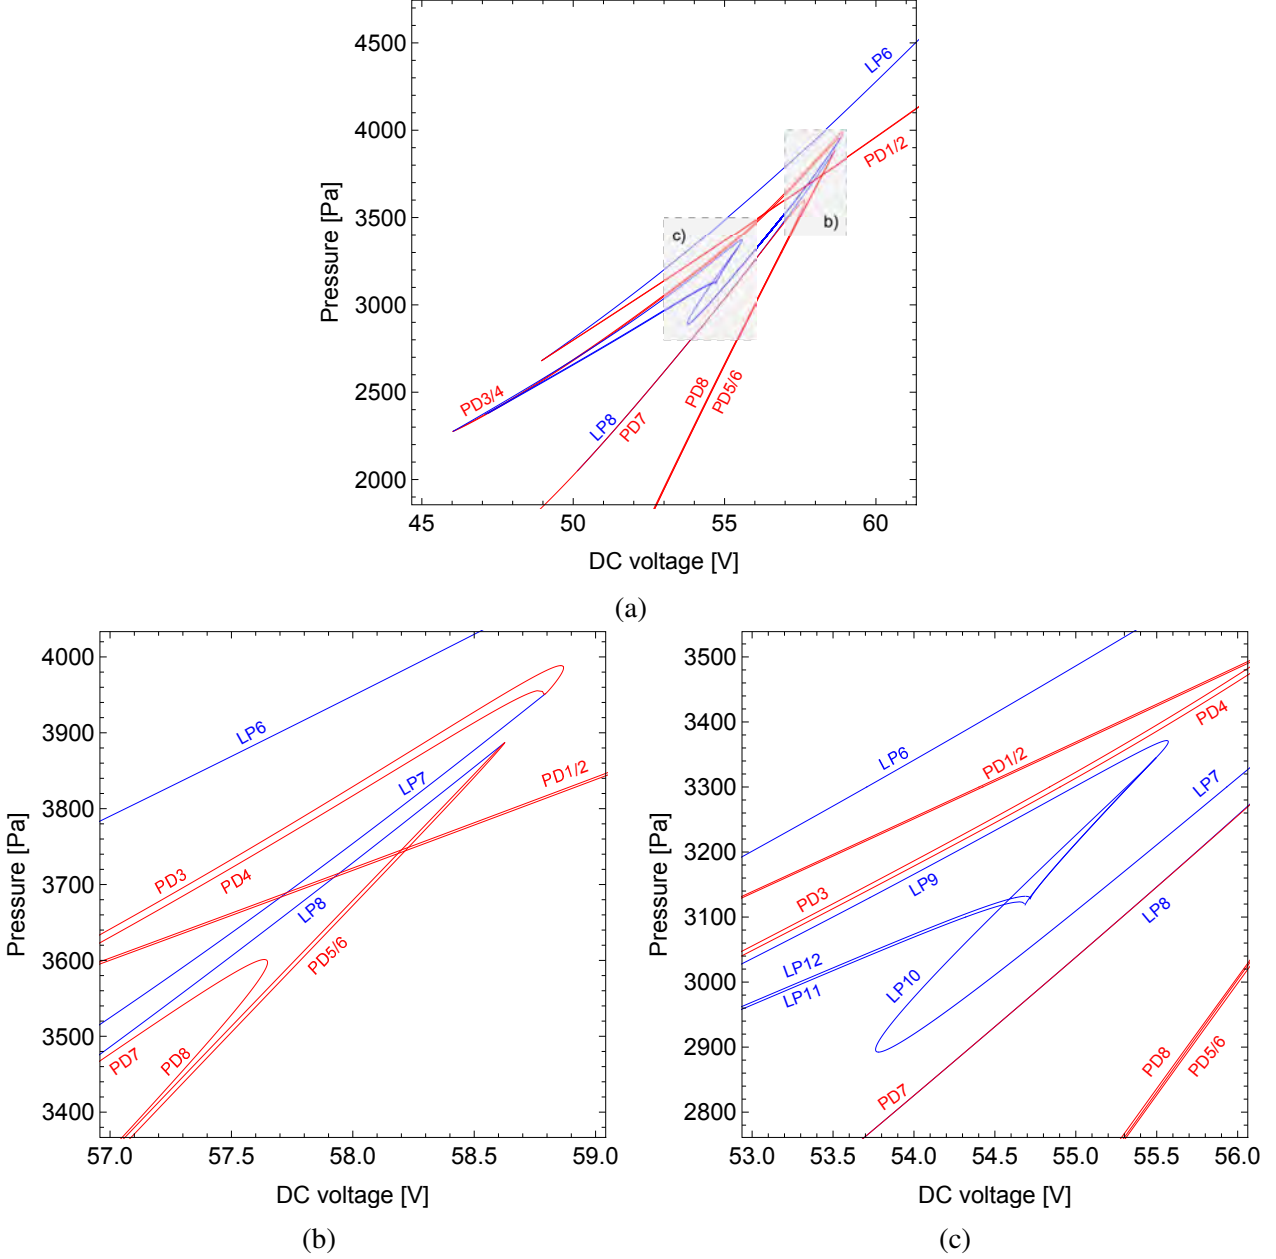 4500
4000
3500
3000
2500
2000
Pressure [Pa]
LP6
PD1/2
b)
c)
PD3/4
LP8
PD7
PD8
PD5/6
45
50
55
60
DC voltage [V]
(a)
4000
3900
3800
3700
3600
3500
3400
Pressure [Pa]
LP6
LP7
PD1/2
PD3
PD4
LP8
PD5/6
PD7
PD8
57.0
57.5
58.0
58.5
59.0
DC voltage [V]
(b)
3500
3400
3300
3200
3100
3000
2900
2800
Pressure [Pa]
LP6
PD1/2
PD4
LP7
PD3
LP9
LP8
LP12
LP11
LP10
PD7
PD8
PD5/6
53.0
53.5
54.0
54.5
55.0
55.5
56.0
DC voltage [V]
(c)